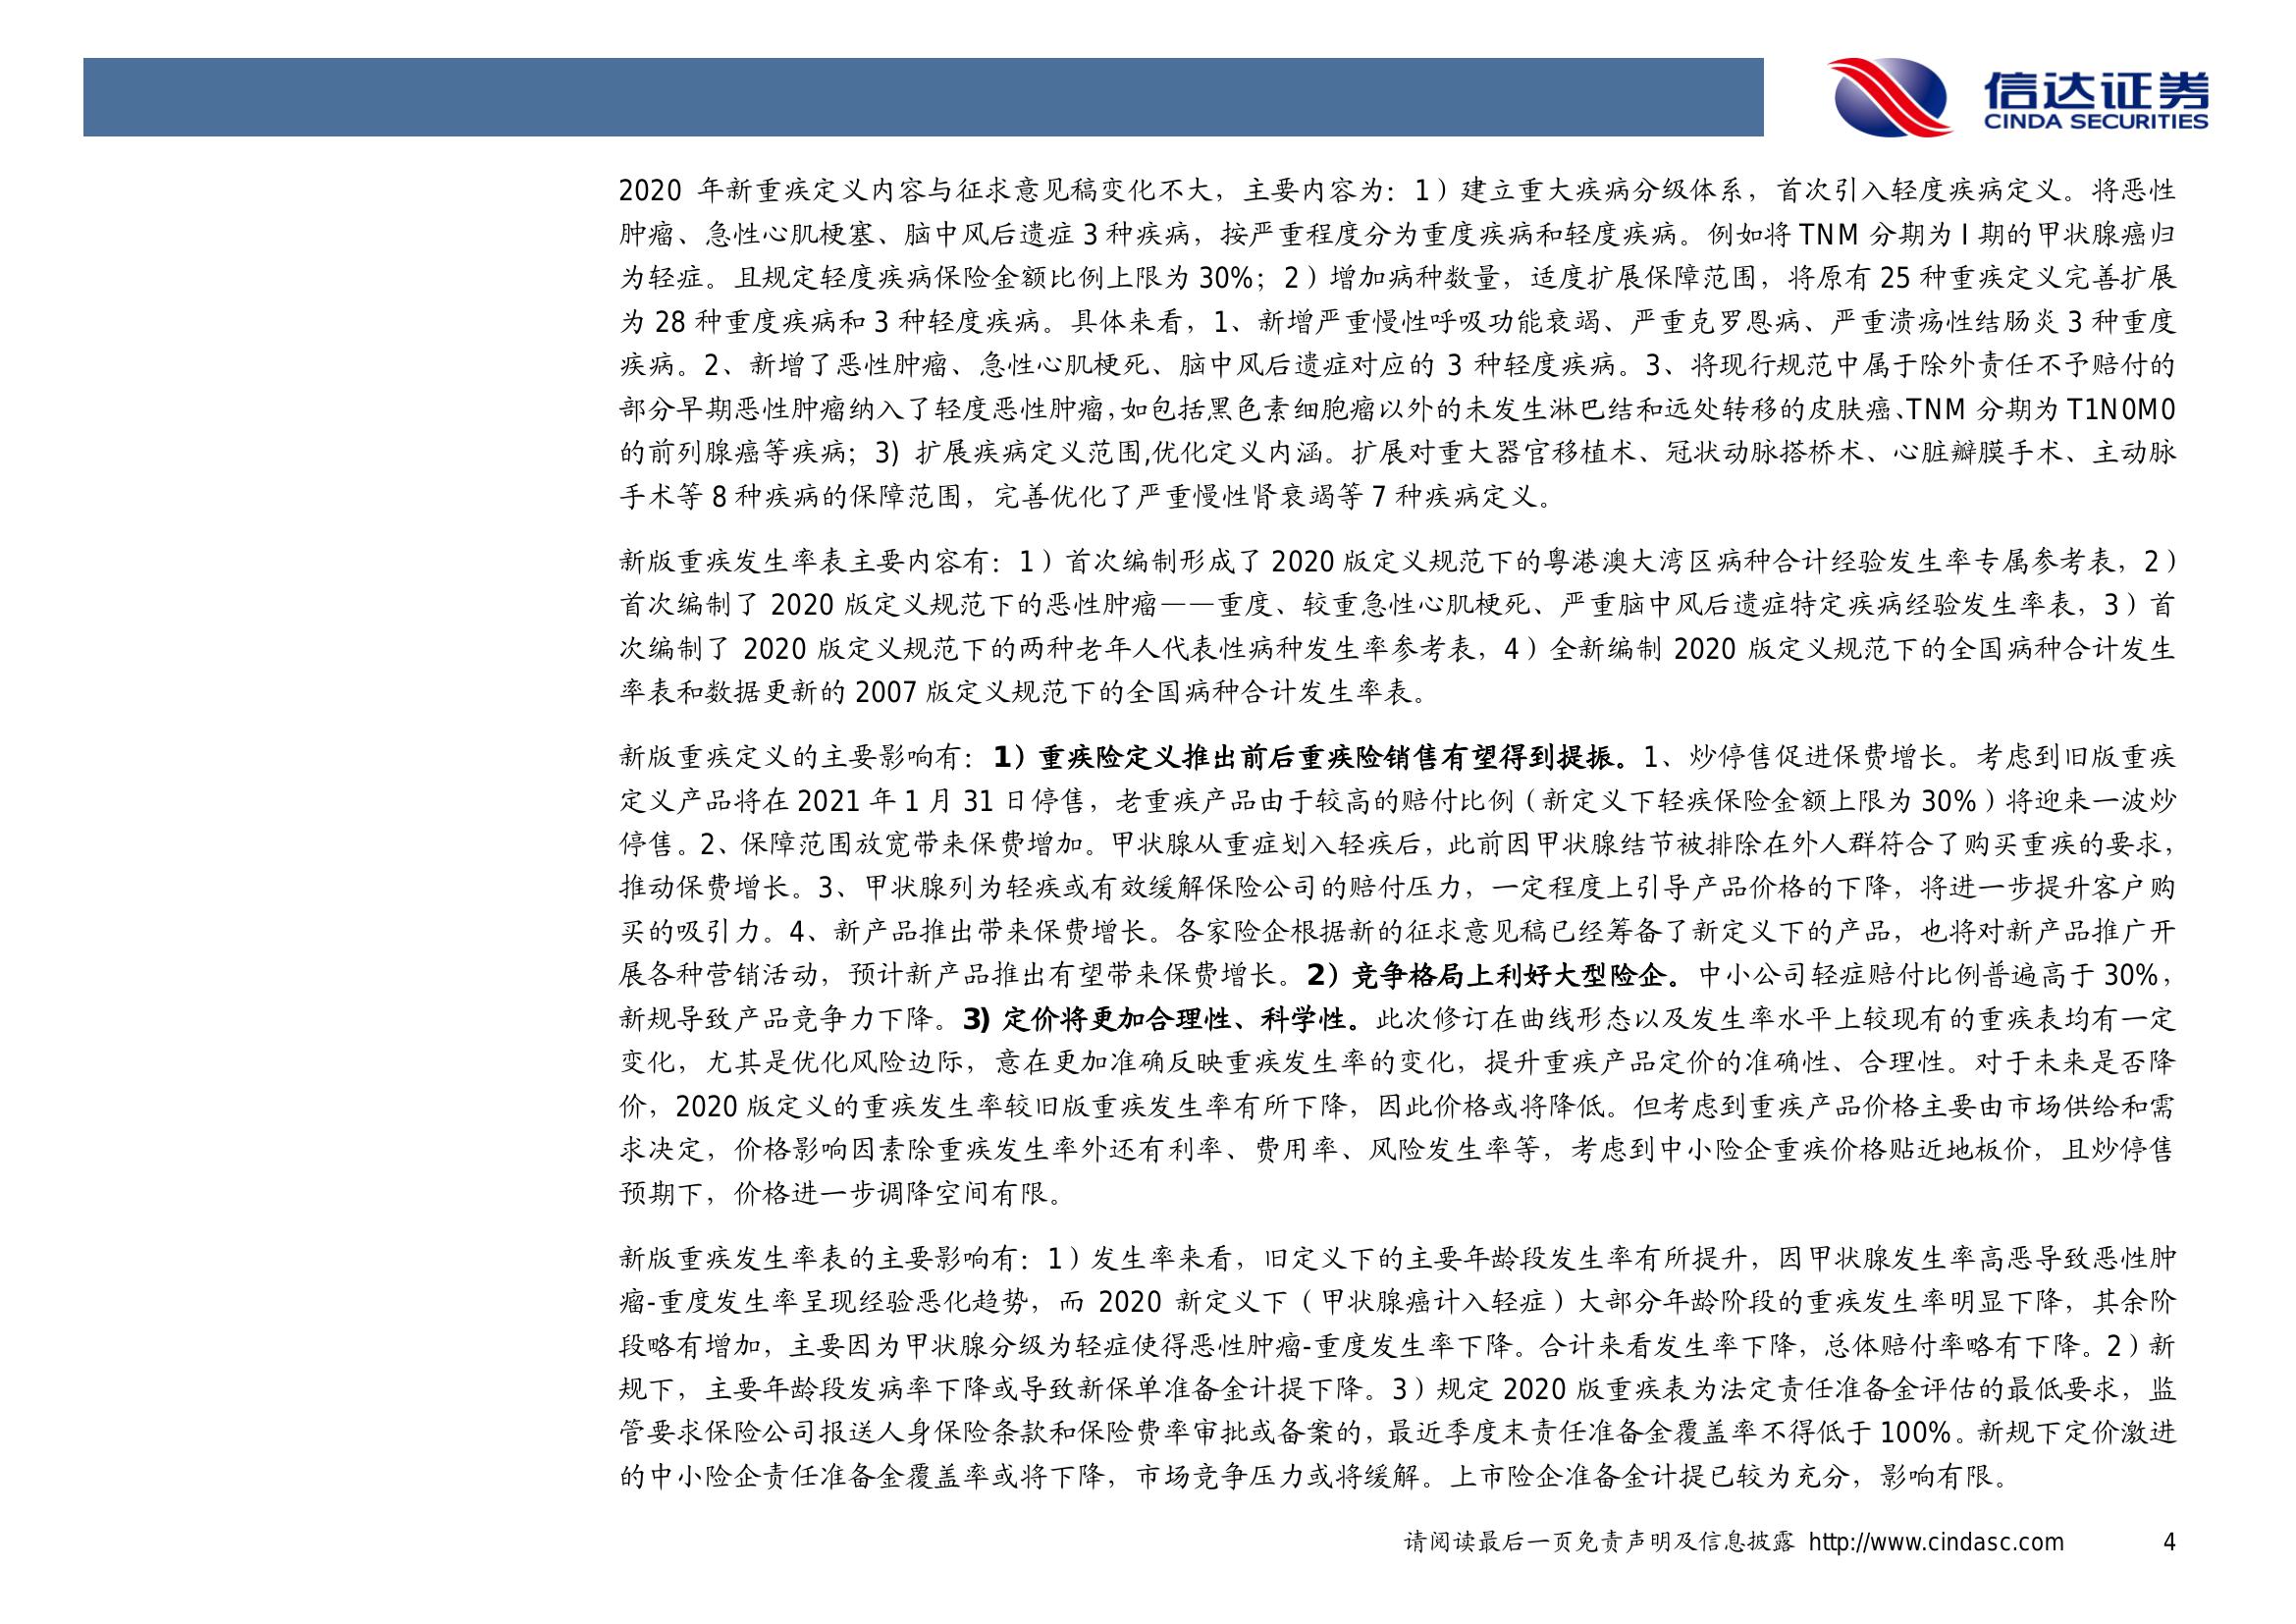 信达证券
CINDA SECURITIES
2020 年新重疾定义内容与征求意见稿变化不大，主要内容为：1）建立重大疾病分级体系，首次引入轻度疾病定义。将恶性
肿瘤、急性心肌梗塞、脑中风后遗症 3 种疾病，按严重程度分为重度疾病和轻度疾病。例如将 TNM 分期为 I 期的甲状腺癌归
为轻症。且规定轻度疾病保险金额比例上限为 30%；2）增加病种数量，适度扩展保障范围，将原有 25 种重疾定义完善扩展
为 28 种重度疾病和 3 种轻度疾病。具体来看，1、新增严重慢性呼吸功能衰竭、严重克罗恩病、严重溃疡性结肠炎 3 种重度
疾病。2、新增了恶性肿瘤、急性心肌梗死、脑中风后遗症对应的 3 种轻度疾病。3、将现行规范中属于除外责任不予赔付的
部分早期恶性肿瘤纳入了轻度恶性肿瘤,如包括黑色素细胞瘤以外的未发生淋巴结和远处转移的皮肤癌、TNM 分期为 T1N0M0
的前列腺癌等疾病；3) 扩展疾病定义范围,优化定义内涵。扩展对重大器官移植术、冠状动脉搭桥术、心脏瓣膜手术、主动脉
手术等 8 种疾病的保障范围，完善优化了严重慢性肾衰竭等 7 种疾病定义。
新版重疾发生率表主要内容有：1）首次编制形成了 2020 版定义规范下的粤港澳大湾区病种合计经验发生率专属参考表，2）
首次编制了 2020 版定义规范下的恶性肿瘤——重度、较重急性心肌梗死、严重脑中风后遗症特定疾病经验发生率表，3）首
次编制了 2020 版定义规范下的两种老年人代表性病种发生率参考表，4）全新编制 2020 版定义规范下的全国病种合计发生
率表和数据更新的 2007 版定义规范下的全国病种合计发生率表。
新版重疾定义的主要影响有：1）重疾险定义推出前后重疾险销售有望得到提振。1、炒停售促进保费增长。考虑到旧版重疾
定义产品将在 2021 年 1 月 31 日停售，老重疾产品由于较高的赔付比例（新定义下轻疾保险金额上限为 30%）将迎来一波炒
停售。2、保障范围放宽带来保费增加。甲状腺从重症划入轻疾后，此前因甲状腺结节被排除在外人群符合了购买重疾的要求，
推动保费增长。3、甲状腺列为轻疾或有效缓解保险公司的赔付压力，一定程度上引导产品价格的下降，将进一步提升客户购
买的吸引力。4、新产品推出带来保费增长。各家险企根据新的征求意见稿已经筹备了新定义下的产品，也将对新产品推广开
展各种营销活动，预计新产品推出有望带来保费增长。2）竞争格局上利好大型险企。中小公司轻症赔付比例普遍高于 30%，
新规导致产品竞争力下降。3) 定价将更加合理性、科学性。此次修订在曲线形态以及发生率水平上较现有的重疾表均有一定
变化，尤其是优化风险边际，意在更加准确反映重疾发生率的变化，提升重疾产品定价的准确性、合理性。对于未来是否降
价，2020 版定义的重疾发生率较旧版重疾发生率有所下降，因此价格或将降低。但考虑到重疾产品价格主要由市场供给和需
求决定，价格影响因素除重疾发生率外还有利率、费用率、风险发生率等，考虑到中小险企重疾价格贴近地板价，且炒停售
预期下，价格进一步调降空间有限。
新版重疾发生率表的主要影响有：1）发生率来看，旧定义下的主要年龄段发生率有所提升，因甲状腺发生率高恶导致恶性肿
瘤-重度发生率呈现经验恶化趋势，而 2020 新定义下（甲状腺癌计入轻症）大部分年龄阶段的重疾发生率明显下降，其余阶
段略有增加，主要因为甲状腺分级为轻症使得恶性肿瘤-重度发生率下降。合计来看发生率下降，总体赔付率略有下降。2）新
规下，主要年龄段发病率下降或导致新保单准备金计提下降。3）规定 2020 版重疾表为法定责任准备金评估的最低要求，监
管要求保险公司报送人身保险条款和保险费率审批或备案的，最近季度末责任准备金覆盖率不得低于 100%。新规下定价激进
的中小险企责任准备金覆盖率或将下降，市场竞争压力或将缓解。上市险企准备金计提已较为充分，影响有限。
请阅读最后一页免责声明及信息披露 http://www.cindasc.com 4